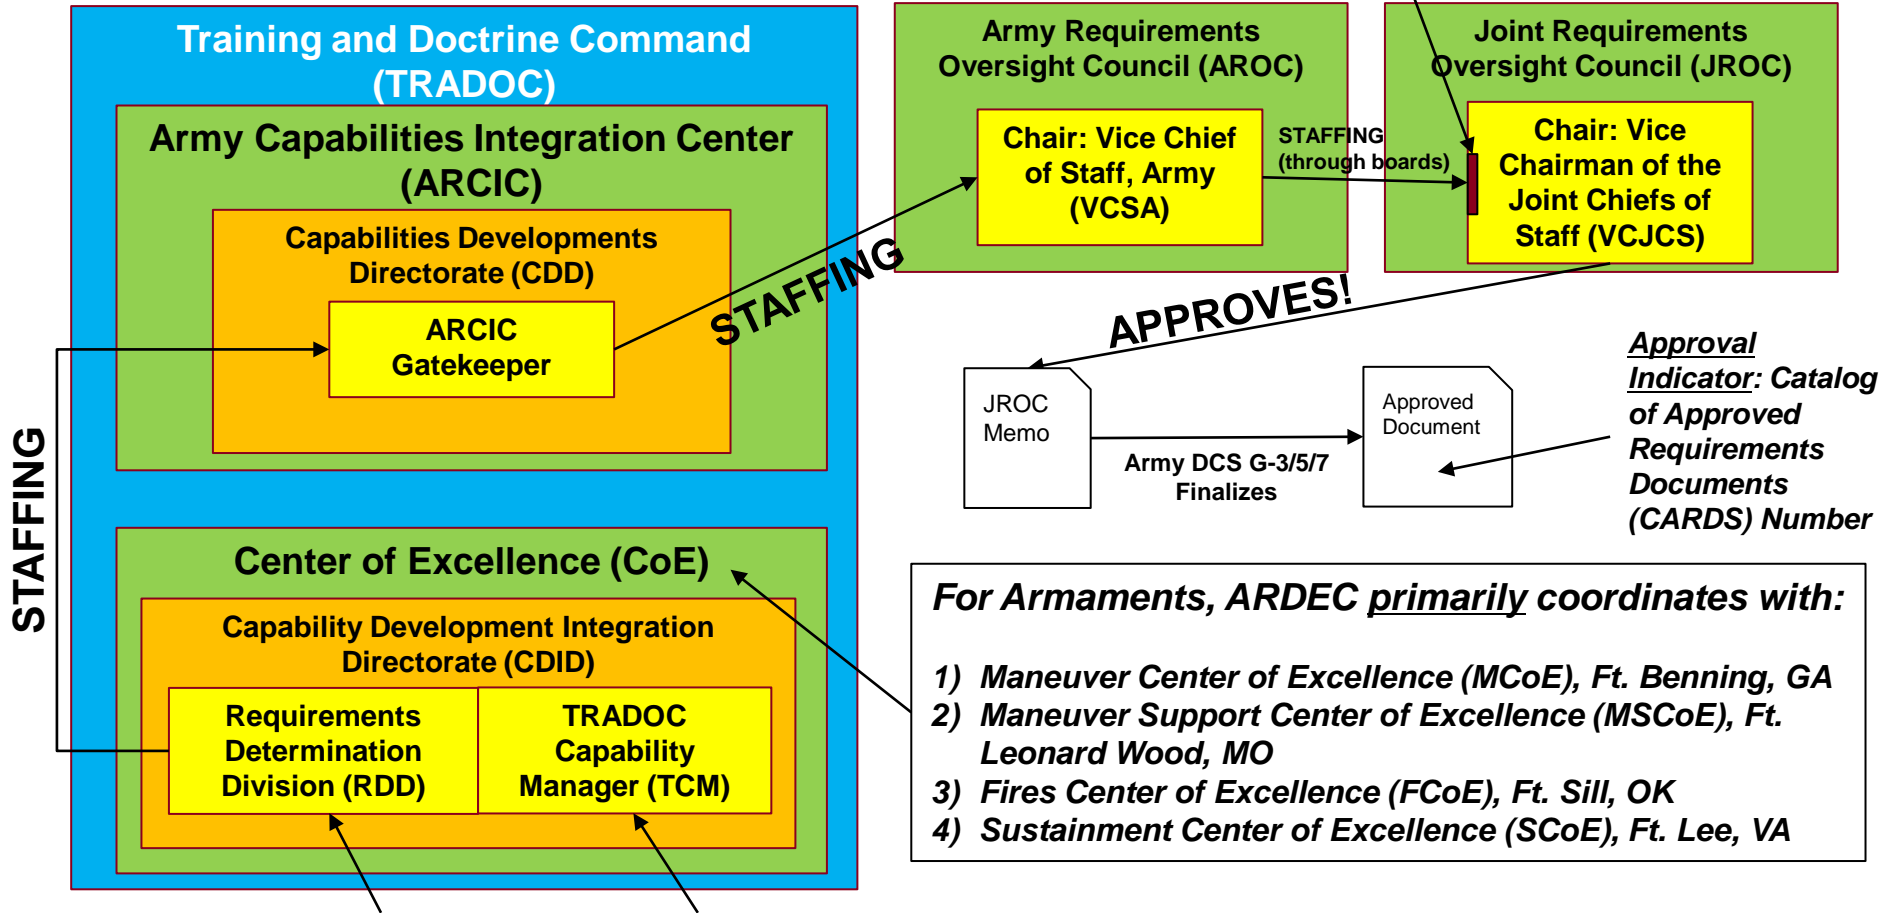 Training and Doctrine Command
(TRADOC)
Army Capabilities Integration Center
(ARCIC)
Capabilities Developments
Directorate (CDD)
ARCIC
Gatekeeper
STAFFING
Center of Excellence (CoE)
Capability Development Integration
Directorate (CDID)
Requirements
Determination
Division (RDD)
TRADOC
Capability
Manager (TCM)
STAFFING
Army Requirements
Oversight Council (AROC)
Chair: Vice Chief
of Staff, Army
(VCSA)
STAFFING
(through boards)
Joint Requirements
Oversight Council (JROC)
Chair: Vice
Chairman of the
Joint Chiefs of
Staff (VCJCS)
APPROVES!
JROC
Memo
Army DCS G-3/5/7
Finalizes
Approved
Document
Approval
Indicator: Catalog
of Approved
Requirements
Documents
(CARDS) Number
For Armaments, ARDEC primarily coordinates with:
1) Maneuver Center of Excellence (MCoE), Ft. Benning, GA
2) Maneuver Support Center of Excellence (MSCoE), Ft.
Leonard Wood, MO
3) Fires Center of Excellence (FCoE), Ft. Sill, OK
4) Sustainment Center of Excellence (SCoE), Ft. Lee, VA